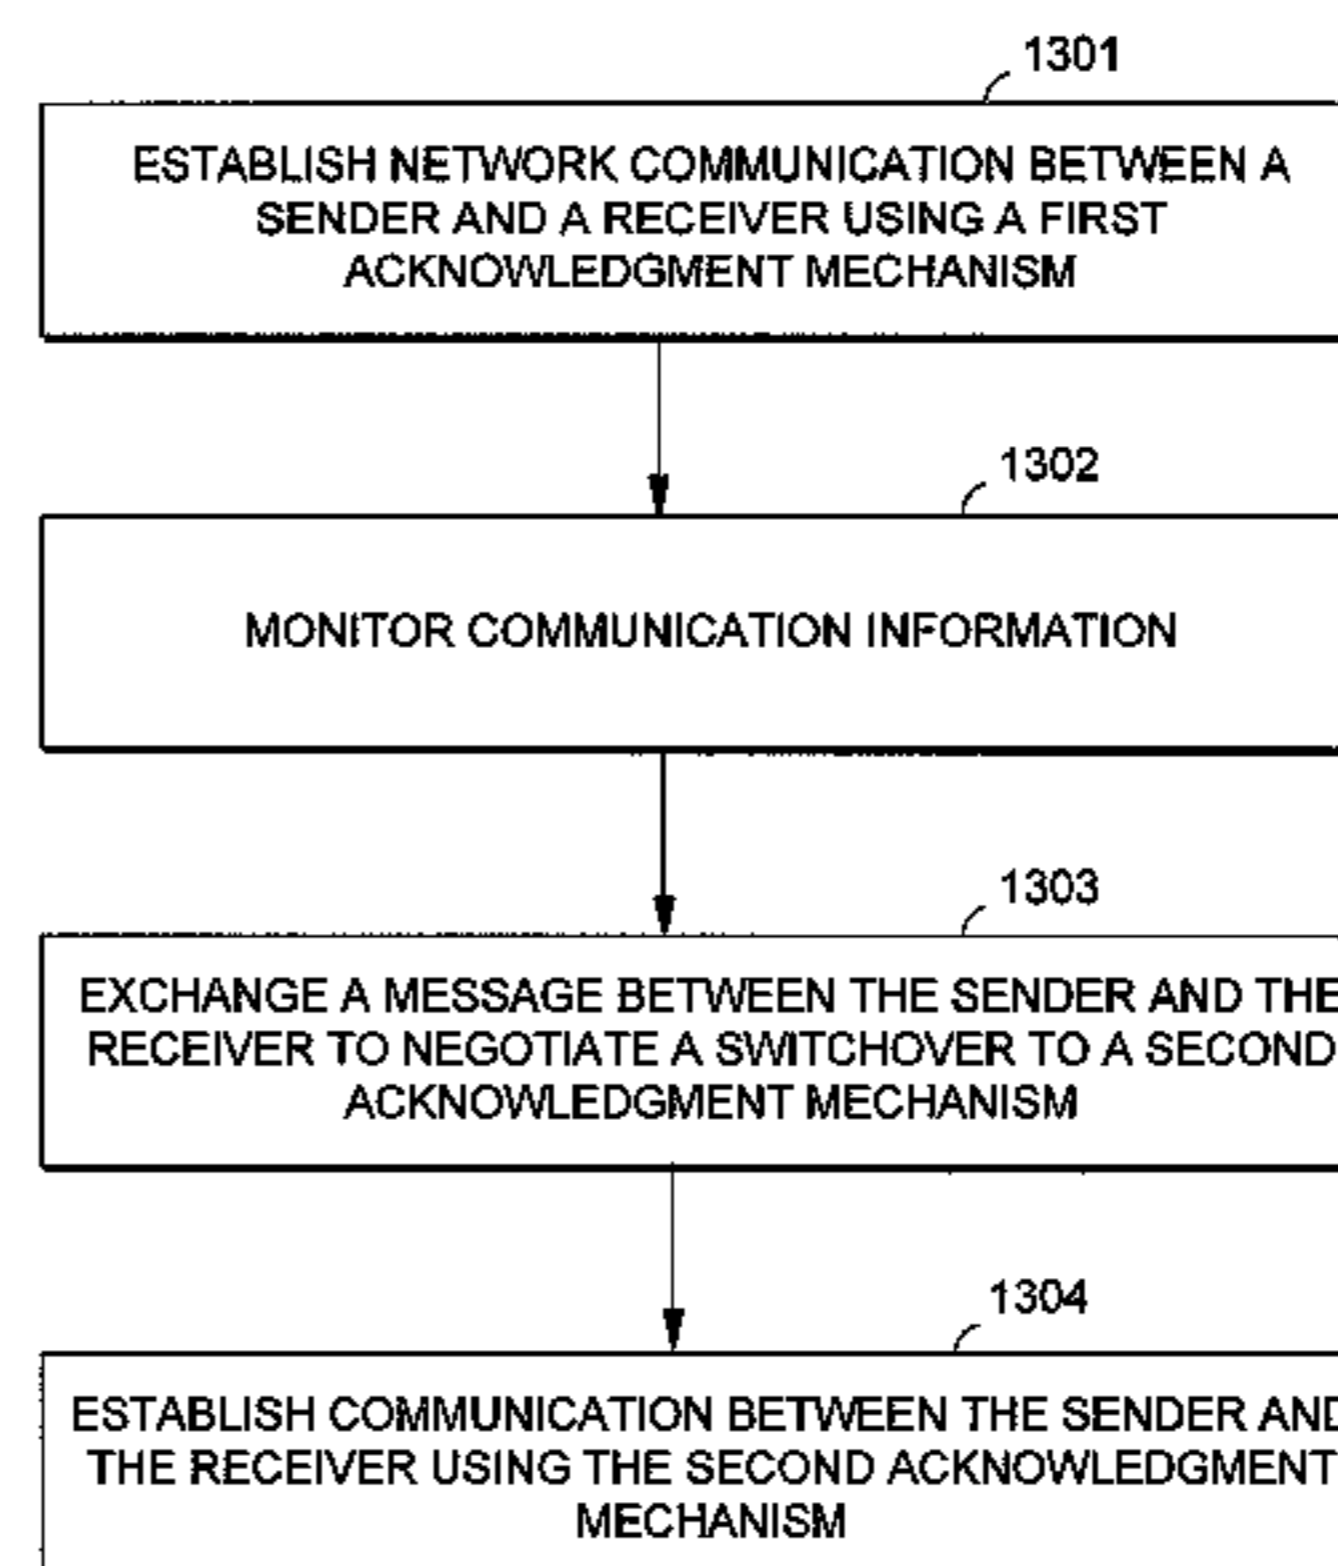 1301
ESTABLISH NETWORK COMMUNICATION BETWEEN A
SENDER AND A RECEIVER USING A FIRST
ACKNOWLEDGMENT MECHANISM
1302
MONITOR COMMUNICATION INFORMATION
1303
EXCHANGE A MESSAGE BETWEEN THE SENDER AND THE
RECEIVER TO NEGOTIATE A SWITCHOVER TO A SECOND
ACKNOWLEDGMENT MECHANISM
1304
ESTABLISH COMMUNICATION BETWEEN THE SENDER AND
THE RECEIVER USING THE SECOND ACKNOWLEDGMENT
MECHANISM